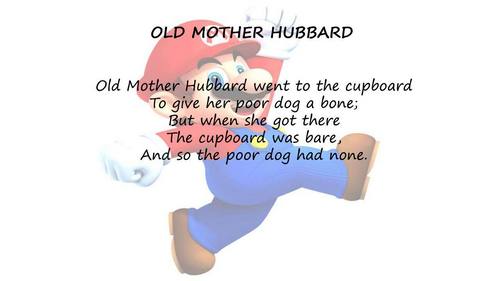 OLD MOTHER HUBBARD
Old Mother Hubbard went to the cupboard
To give her poor dog a bone;
But when she got there
The cupboard was bare,
And so the poor dog had none.